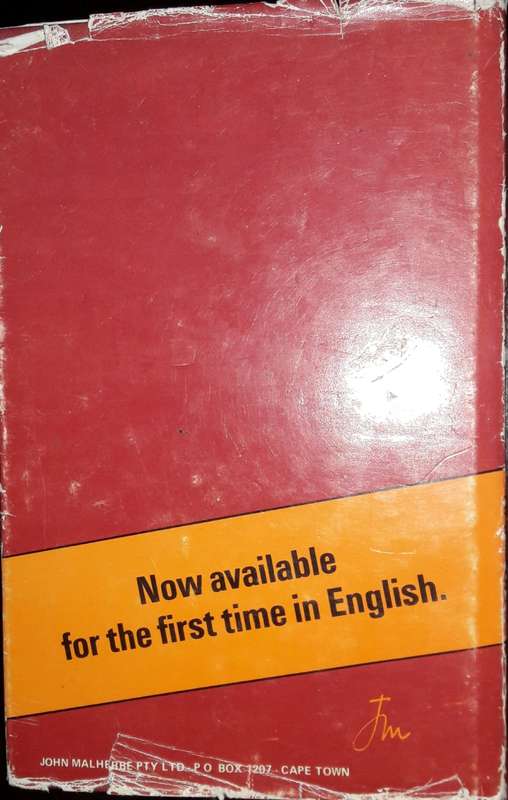 Now available
for the first time in English.
Jm
JOHN MALHERBE PTY LTD - P O BOX 1207 - CAPE TOWN